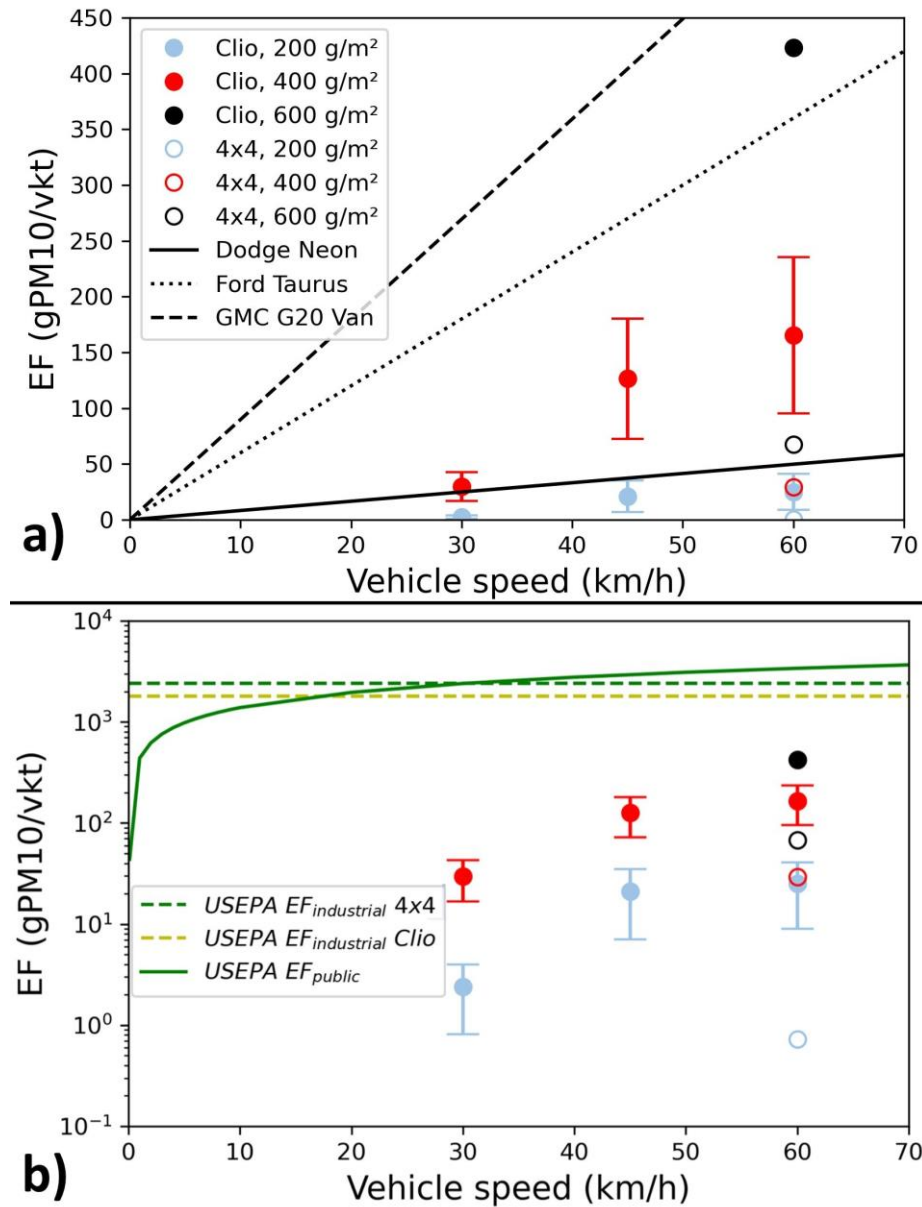 450
400
350
300
250
200
150
100
50
0
EF (gPM10/vkt)
Clio, 200 g/m²
Clio, 400 g/m²
Clio, 600 g/m²
4x4, 200 g/m²
4x4, 400 g/m²
4x4, 600 g/m²
Dodge Neon
Ford Taurus
GMC G20 Van
0 10 20 30 40 50 60 70
Vehicle speed (km/h)
a)
10⁴
10³
10²
10¹
10⁰
10⁻¹
EF (gPM10/vkt)
USEPA EFindustrial 4x4
USEPA EFindustrial Clio
USEPA EFpublic
0 10 20 30 40 50 60 70
Vehicle speed (km/h)
b)